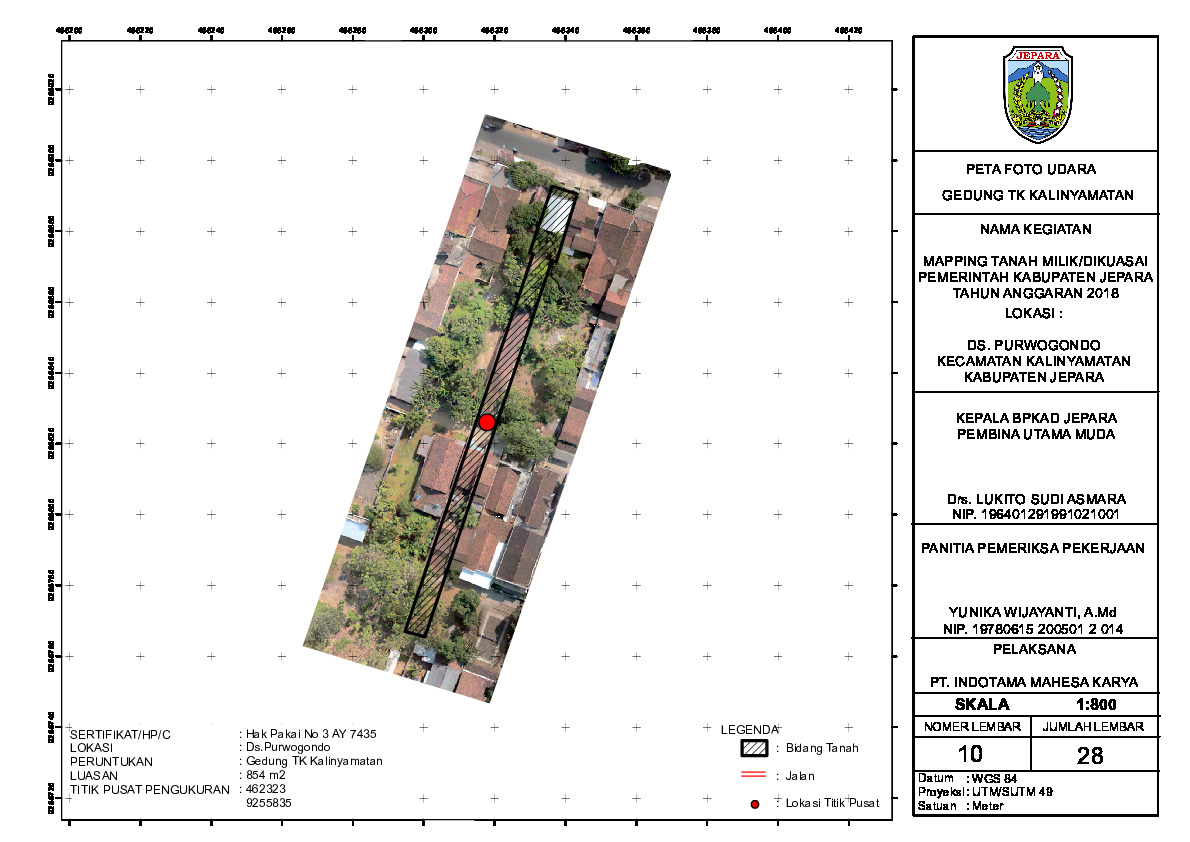 JEPARA
PETA FOTO UDARA
GEDUNG TK KALINYAMATAN
NAMA KEGIATAN
MAPPING TANAH MILIK/DIKUASAI
PEMERINTAH KABUPATEN JEPARA
TAHUN ANGGARAN 2018
LOKASI :
DS. PURWOGONDO
KECAMATAN KALINYAMATAN
KABUPATEN JEPARA
KEPALA BPKAD JEPARA
PEMBINA UTAMA MUDA
Drs. LUKITO SUDI ASMARA
NIP. 196401291991021001
PANITIA PEMERIKSA PEKERJAAN
YUNIKA WIJAYANTI, A.Md
NIP. 19780615 200501 2 014
PELAKSANA
PT. INDOTAMA MAHESA KARYA
SKALA 1:800
NOMER LEMBAR JUMLAH LEMBAR
10 28
Datum : WGS 84
Proyeksi : UTM/SUTM 49
Satuan : Meter
SERTIFIKAT/HP/C : Hak Pakai No 3 AY 7435
LOKASI : Ds.Purwogondo
PERUNTUKAN : Gedung TK Kalinyamatan
LUASAN : 854 m2
TITIK PUSAT PENGUKURAN : 462323
9255835
LEGENDA
: Bidang Tanah
: Jalan
: Lokasi Titik Pusat